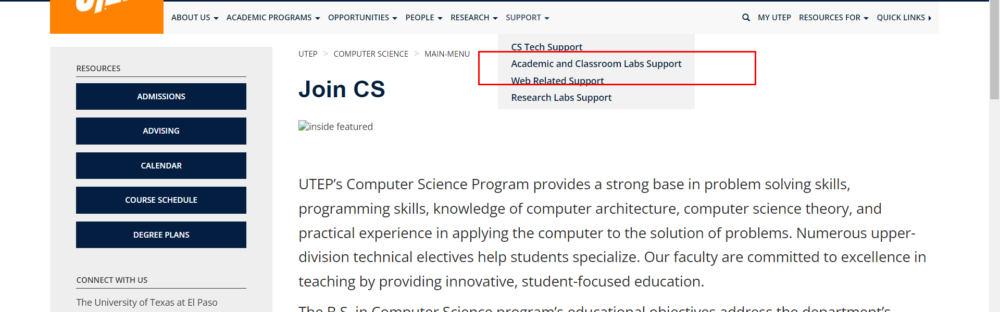 ABOUT US ACADEMIC PROGRAMS OPPORTUNITIES PEOPLE RESEARCH SUPPORT MY UTEP RESOURCES FOR QUICK LINKS
CS Tech Support
Academic and Classroom Labs Support
Web Related Support
Research Labs Support
UTEP > COMPUTER SCIENCE > MAIN-MENU
RESOURCES
ADMISSIONS
ADVISING
CALENDAR
COURSE SCHEDULE
DEGREE PLANS
CONNECT WITH US
The University of Texas at El Paso
Join CS
inside featured
UTEP’s Computer Science Program provides a strong base in problem solving skills,
programming skills, knowledge of computer architecture, computer science theory, and
practical experience in applying the computer to the solution of problems. Numerous upper-
division technical electives help students specialize. Our faculty are committed to excellence in
teaching by providing innovative, student-focused education.
The B.S. in Computer Science program’s educational objectives address the department’s